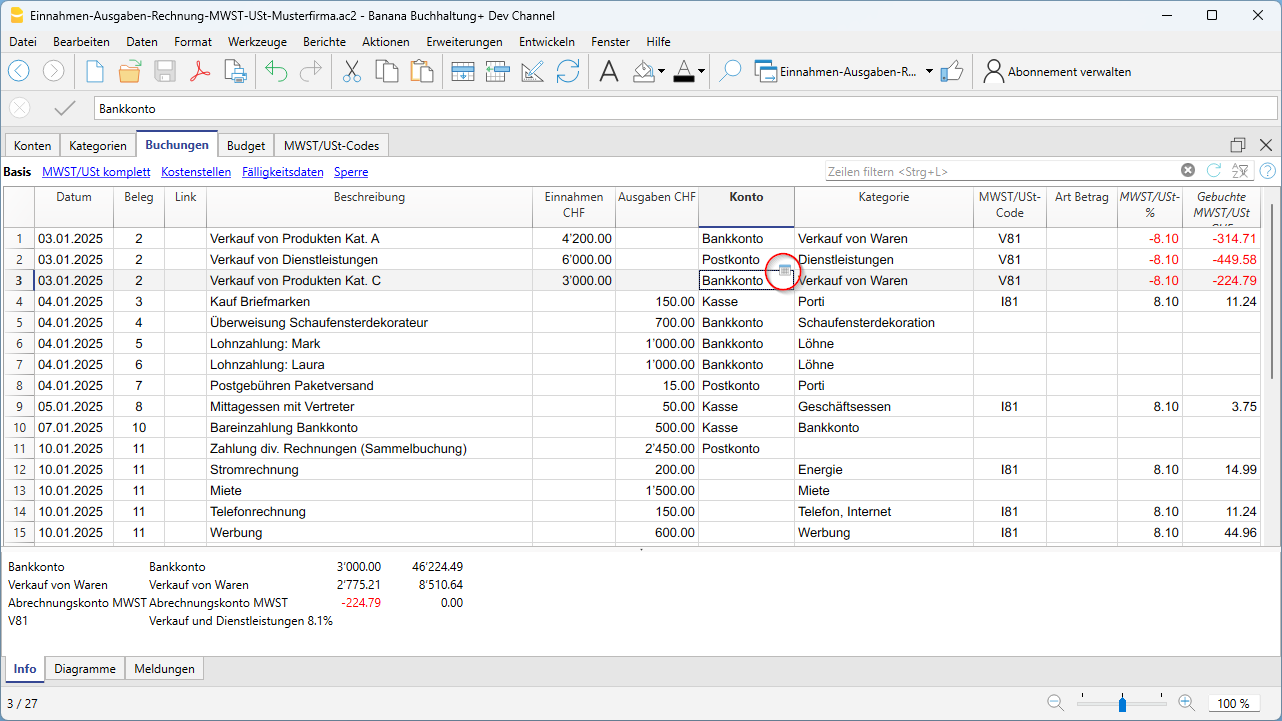 Einnahmen-Ausgaben-Rechnung-MWST-USt-Musterfirma.ac2 - Banana Buchhaltung+ Dev Channel
Datei Bearbeiten Daten Format Werkzeuge Berichte Aktionen Erweiterungen Entwickeln Fenster Hilfe
Einnahmen-Ausgaben-R... Abonnement verwalten
Bankkonto
Konten Kategorien Buchungen Budget MWST/USt-Codes
Basis MWST/USt komplett Kostenstellen Fälligkeitsdaten Sperre Zeilen filtern <Strg+L>
Datum Beleg Link Beschreibung Einnahmen Ausgaben CHF Konto Kategorie MWST/USt- Art Betrag MWST/USt- Gebuchte
CHF Code % MWST/USt
1 03.01.2025 2 Verkauf von Produkten Kat. A 4’200.00 Bankkonto Verkauf von Waren V81 -8.10 -314.71
2 03.01.2025 2 Verkauf von Dienstleistungen 6’000.00 Postkonto Dienstleistungen V81 -8.10 -449.58
3 03.01.2025 2 Verkauf von Produkten Kat. C 3’000.00 Bankkonto Verkauf von Waren V81 -8.10 -224.79
4 04.01.2025 3 Kauf Briefmarken 150.00 Kasse Porti I81 8.10 11.24
5 04.01.2025 4 Überweisung Schaufensterdekorateur 700.00 Bankkonto Schaufensterdekoration
6 04.01.2025 5 Lohnzahlung: Mark 1’000.00 Bankkonto Löhne
7 04.01.2025 6 Lohnzahlung: Laura 1’000.00 Bankkonto Löhne
8 04.01.2025 7 Postgebühren Paketversand 15.00 Postkonto Porti
9 05.01.2025 8 Mittagessen mit Vertreter 50.00 Kasse Geschäftsessen I81 8.10 3.75
10 07.01.2025 10 Bareinzahlung Bankkonto 500.00 Kasse Bankkonto
11 10.01.2025 11 Zahlung div. Rechnungen (Sammelbuchung) 2’450.00 Postkonto
12 10.01.2025 11 Stromrechnung 200.00 Energie I81 8.10 14.99
13 10.01.2025 11 Miete 1’500.00 Miete
14 10.01.2025 11 Telefonrechnung 150.00 Telefon, Internet I81 8.10 11.24
15 10.01.2025 11 Werbung 600.00 Werbung I81 8.10 44.96
Bankkonto Bankkonto 3’000.00 46’224.49
Verkauf von Waren Verkauf von Waren 2’775.21 8’510.64
Abrechnungskonto MWST Abrechnungskonto MWST -224.79 0.00
V81 Verkauf und Dienstleistungen 8.1%
Info Diagramme Meldungen
3 / 27 100 %